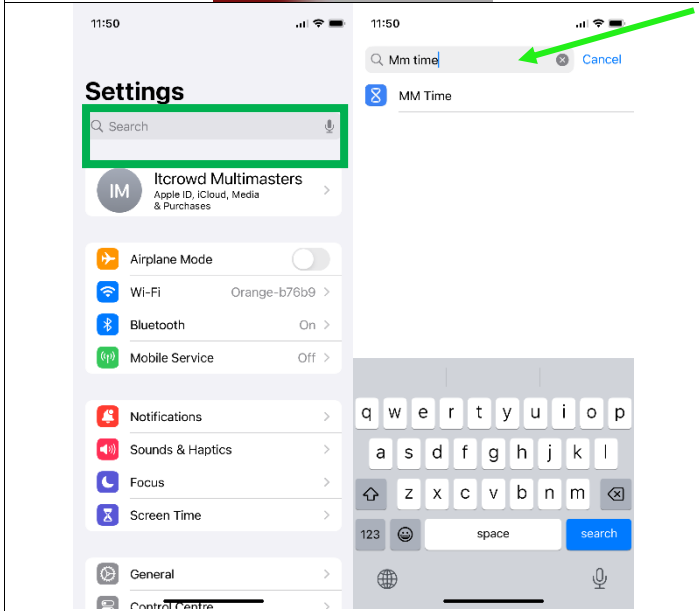 11:50
Settings
Search
IM
Itcrowd Multimasters
Apple ID, iCloud, Media
& Purchases
Airplane Mode
Wi-Fi Orange-b76b9
Bluetooth On
Mobile Service Off
Notifications
Sounds & Haptics
Focus
Screen Time
General
Control Centre
11:50
Mm time Cancel
MM Time
q w e r t y u i o p
a s d f g h j k l
z x c v b n m
123 space search